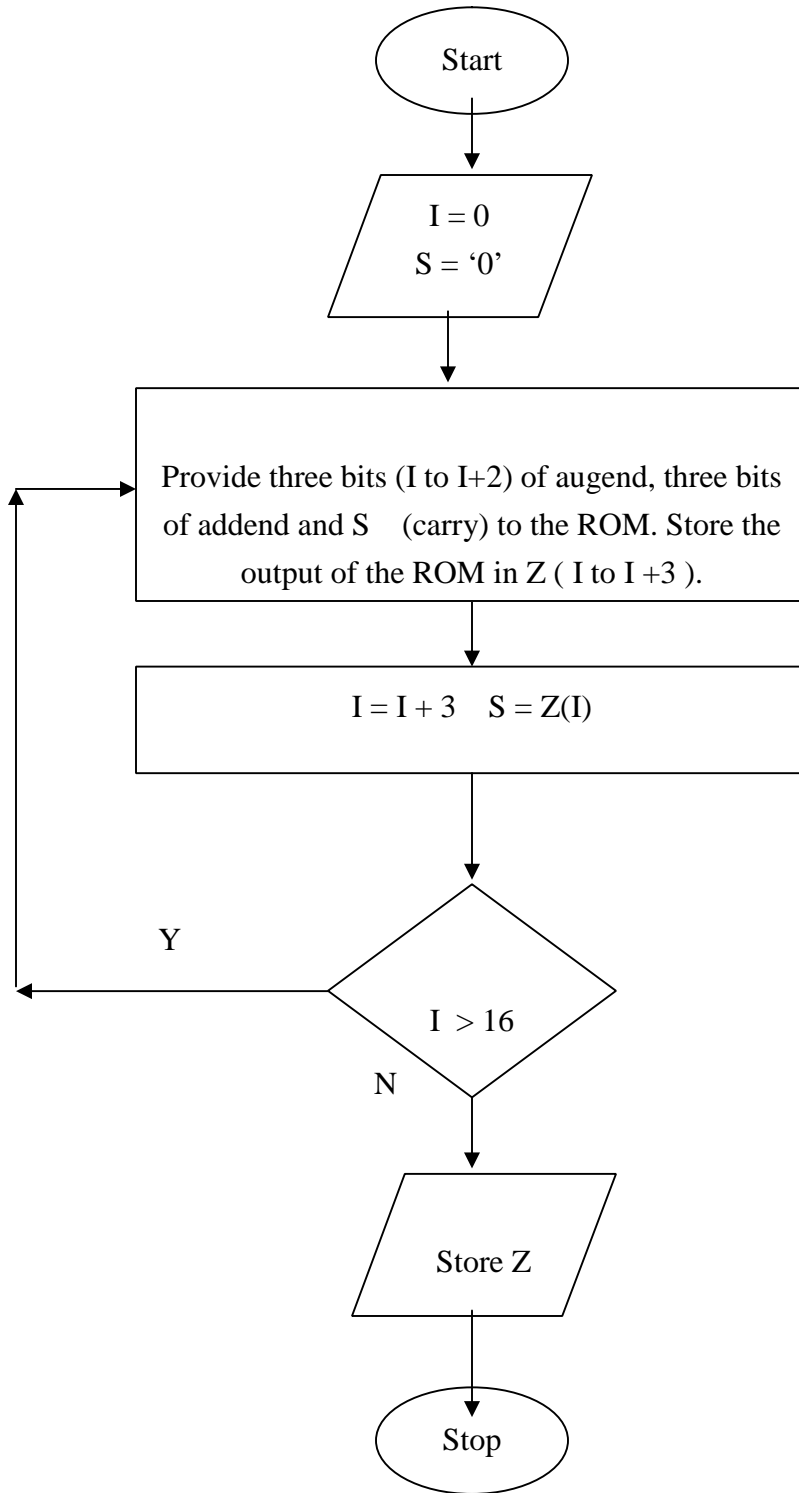 Start
I = 0
S = ‘0’
Provide three bits (I to I+2) of augend, three bits
of addend and S (carry) to the ROM. Store the
output of the ROM in Z ( I to I +3 ).
I = I + 3 S = Z(I)
Y
I > 16
N
Store Z
Stop